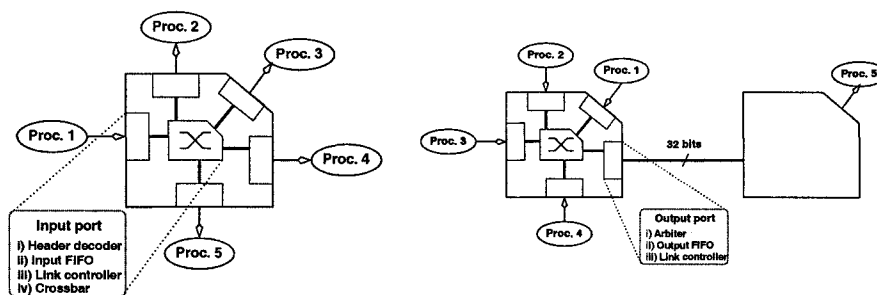 Proc. 2
Proc. 3
Proc. 1
Proc. 4
Proc. 5
Input port
i) Header decoder
ii) Input FIFO
iii) Link controller
iv) Crossbar
Proc. 2
Proc. 1
Proc. 3
Proc. 4
32 bits
Proc. 5
Output port
i) Arbiter
ii) Output FIFO
iii) Link controller